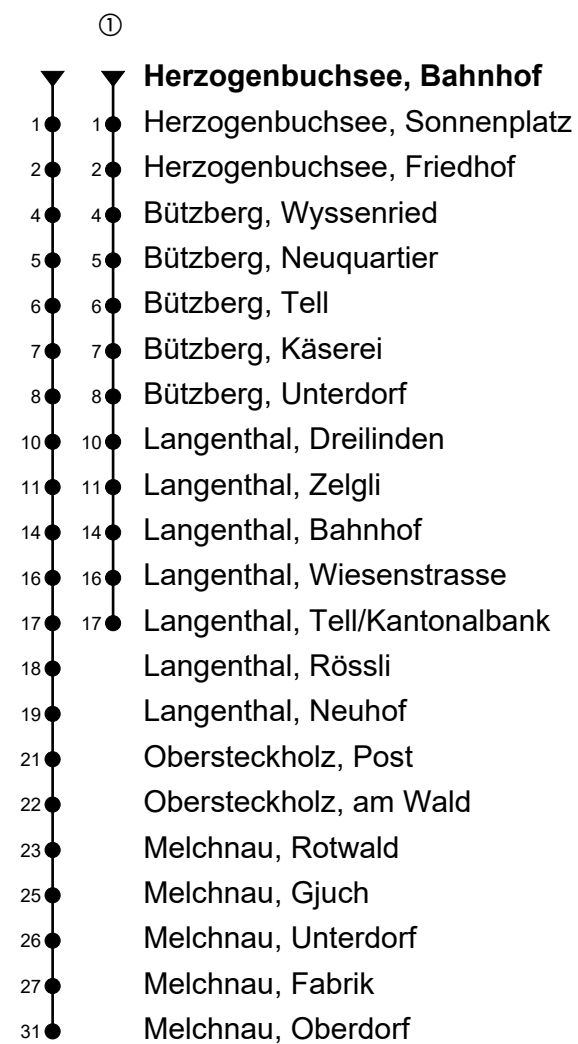 ①
Herzogenbuchsee, Bahnhof
1 1 Herzogenbuchsee, Sonnenplatz
2 2 Herzogenbuchsee, Friedhof
4 4 Bützberg, Wyssenried
5 5 Bützberg, Neuquartier
6 6 Bützberg, Tell
7 7 Bützberg, Käserei
8 8 Bützberg, Unterdorf
10 10 Langenthal, Dreilinden
11 11 Langenthal, Zelgli
14 14 Langenthal, Bahnhof
16 16 Langenthal, Wiesenstrasse
17 17 Langenthal, Tell/Kantonalbank
18 Langenthal, Rössli
19 Langenthal, Neuhof
21 Obersteckholz, Post
22 Obersteckholz, am Wald
23 Melchnau, Rotwald
25 Melchnau, Gjuch
26 Melchnau, Unterdorf
27 Melchnau, Fabrik
31 Melchnau, Oberdorf